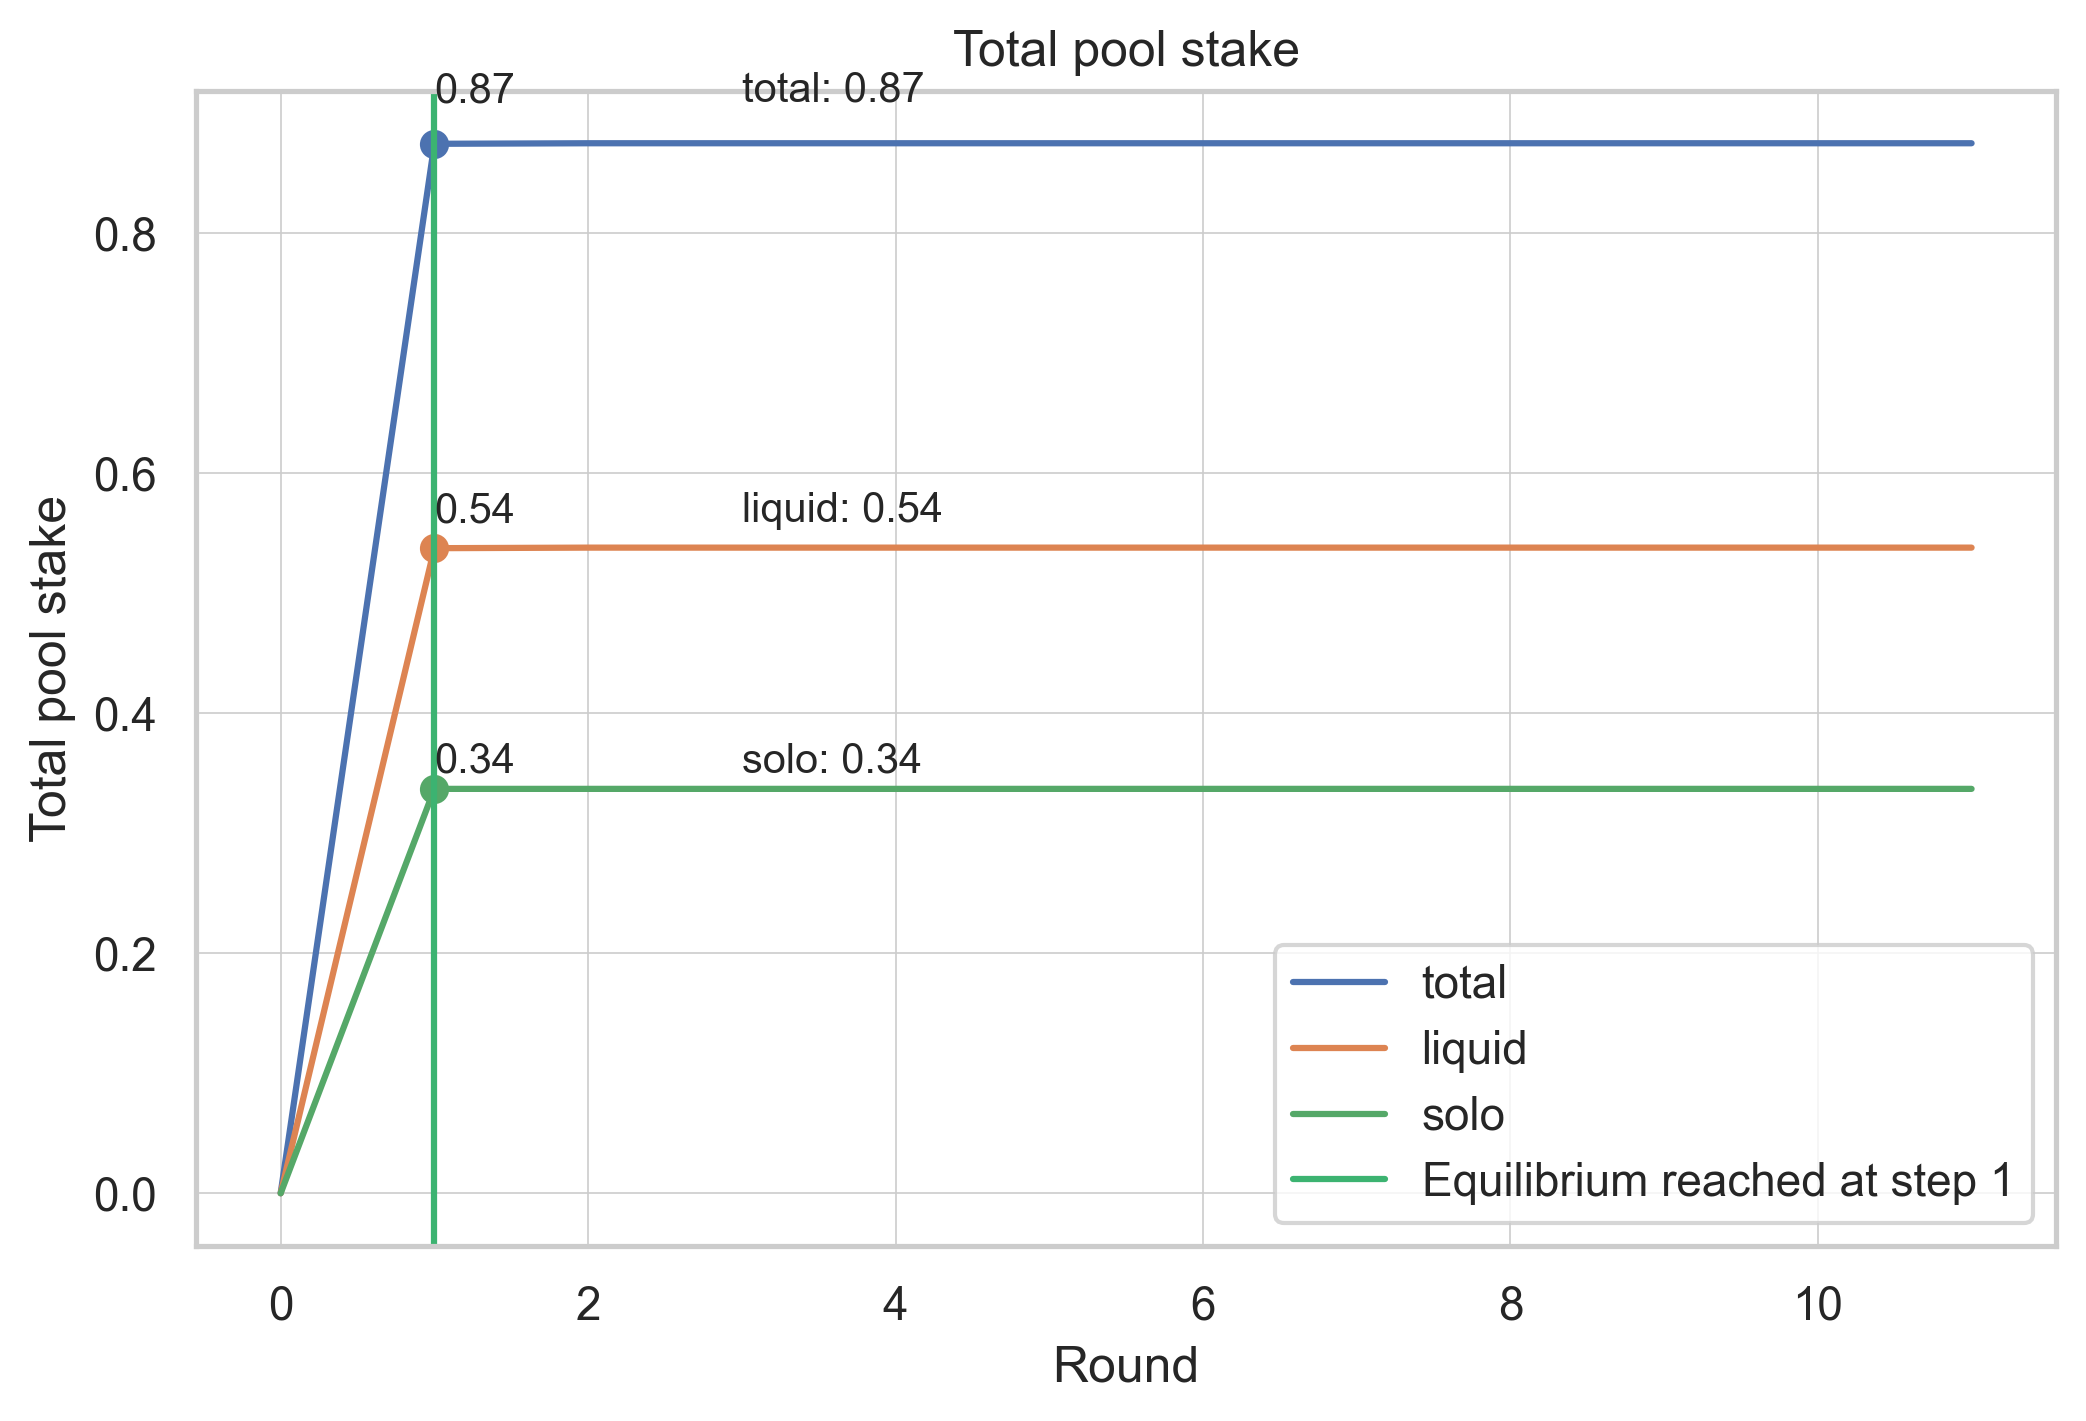 Total pool stake
0.87
total: 0.87
0.8
0.6
0.54
liquid: 0.54
0.4
0.34
solo: 0.34
0.2
0.0
Total pool stake
total
liquid
solo
Equilibrium reached at step 1
0
2
4
6
8
10
Round